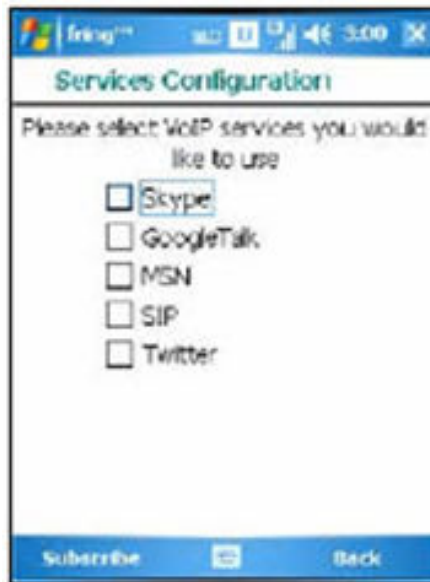 fring™ 3:00
Services Configuration
Please select VoIP services you would
like to use
Skype
GoogleTalk
MSN
SIP
Twitter
Subscribe Back